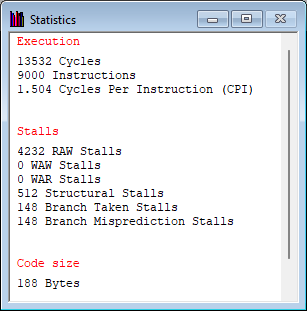 Statistics
Execution
13532 Cycles
9000 Instructions
1.504 Cycles Per Instruction (CPI)
Stalls
4232 RAW Stalls
0 WAW Stalls
0 WAR Stalls
512 Structural Stalls
148 Branch Taken Stalls
148 Branch Misprediction Stalls
Code size
188 Bytes